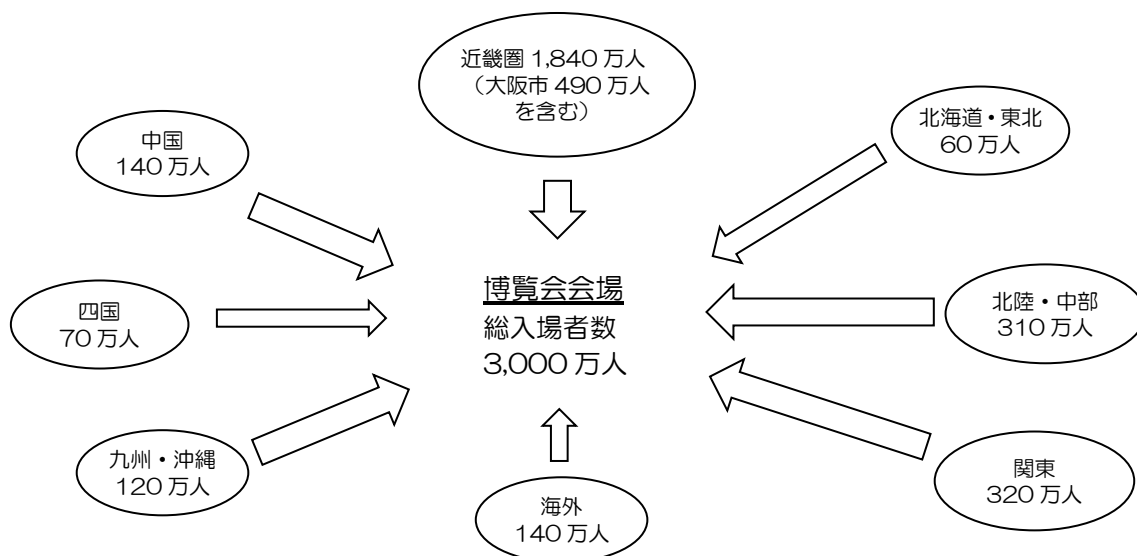 近畿圏 1,840 万人
（大阪市 490 万人
を含む）
北海道・東北
60 万人
中国
140 万人
博覧会会場
総入場者数
3,000 万人
四国
70 万人
北陸・中部
310 万人
九州・沖縄
120 万人
海外
140 万人
関東
320 万人